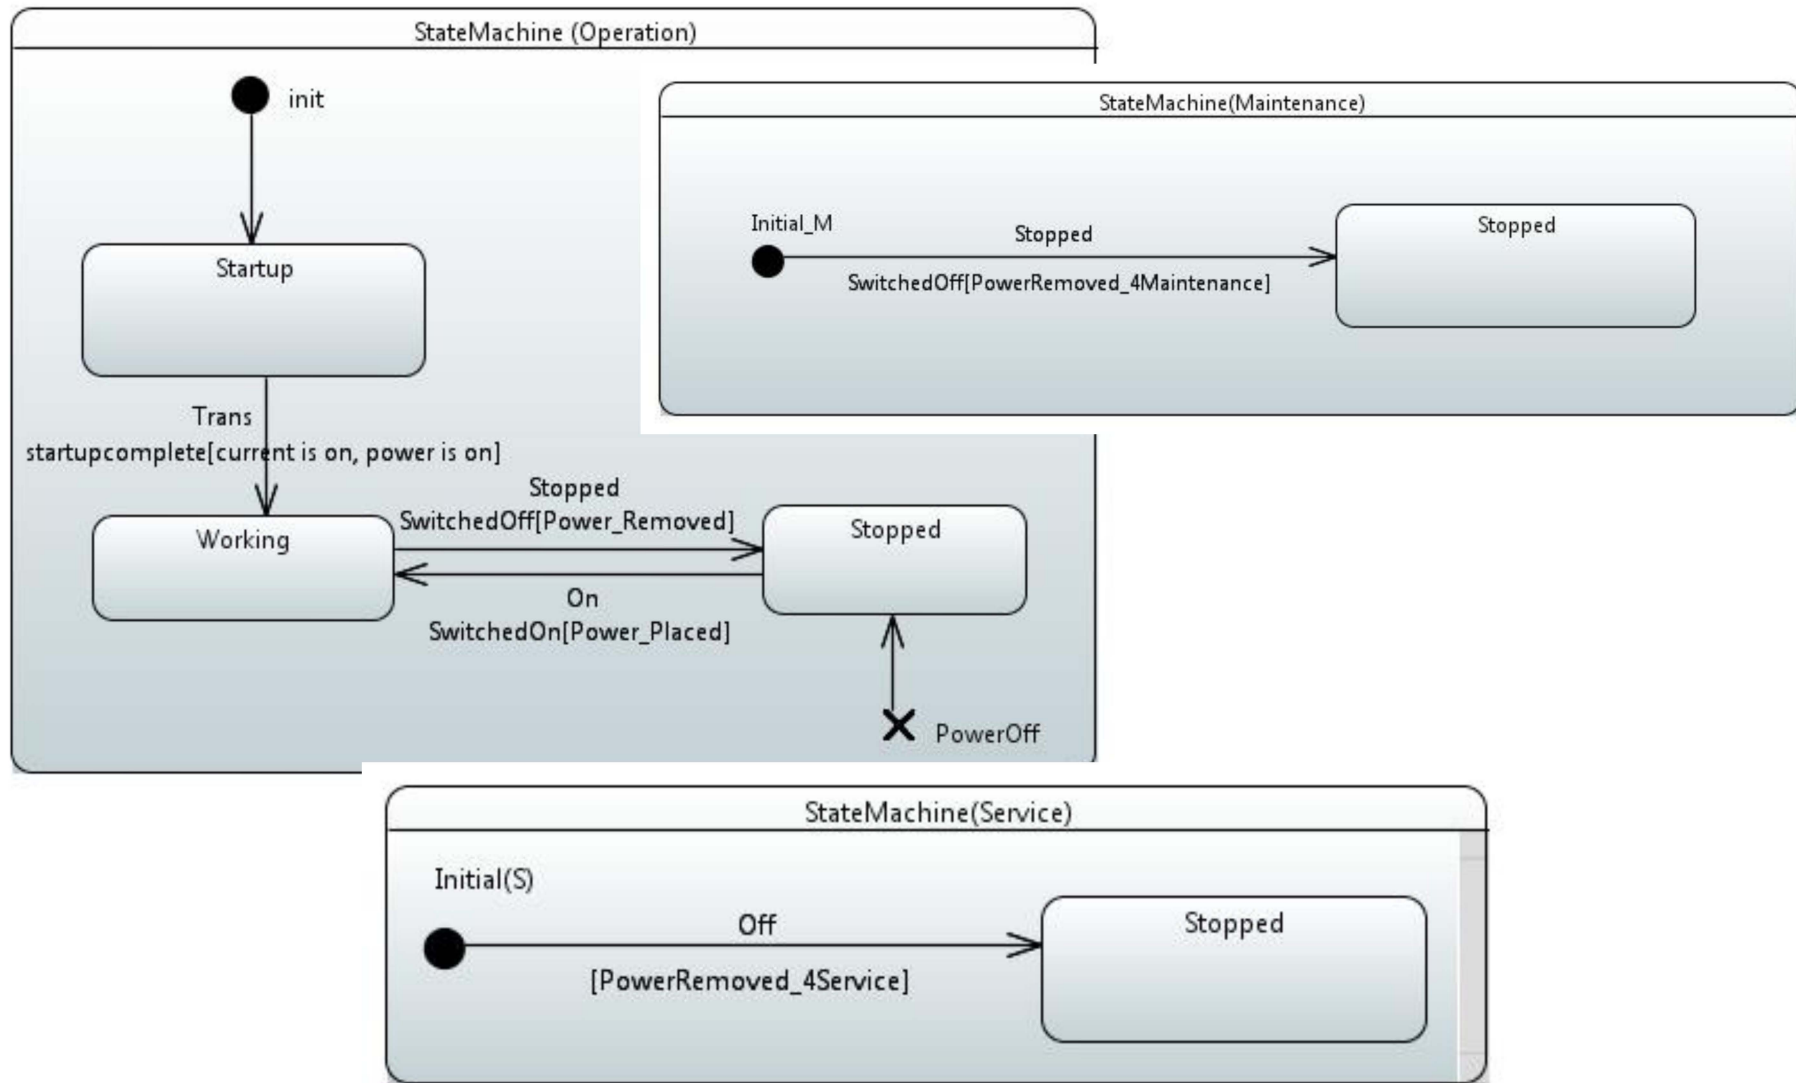 StateMachine (Operation)
init
Startup
Trans
startupcomplete[current is on, power is on]
Working
Stopped
SwitchedOff[Power_Removed]
Stopped
On
SwitchedOn[Power_Placed]
PowerOff
StateMachine(Maintenance)
Initial_M
Stopped
SwitchedOff[PowerRemoved_4Maintenance]
Stopped
StateMachine(Service)
Initial(S)
Off
[PowerRemoved_4Service]
Stopped